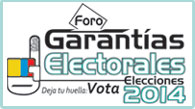 Foro
Garantías
Electorales
Elecciones
Deja tu huella: Vota 2014